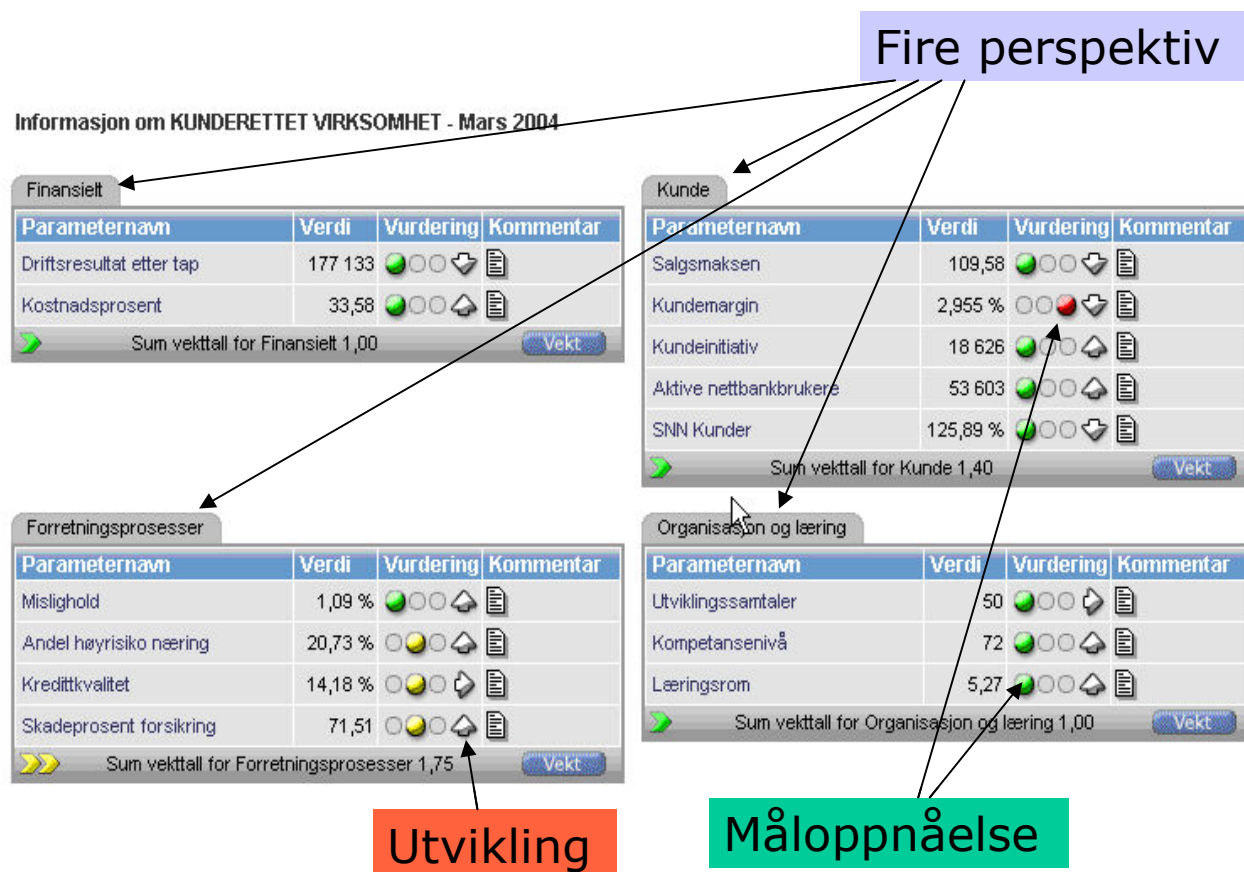 Fire perspektiv
Informasjon om KUNDERETTET VIRKSOMHET - Mars 2004
Finansielt
Parameternavn Verdi Vurdering Kommentar
Driftsresultat etter tap 177 133
Kostnadsprosent 33,58
Sum vekttall for Finansielt 1,00 Vekt
Kunde
Parameternavn Verdi Vurdering Kommentar
Salgsmaksen 109,58
Kundemargin 2,955 %
Kundeinitiativ 18 626
Aktive nettbankbrukere 53 603
SNN Kunder 125,89 %
Sum vekttall for Kunde 1,40 Vekt
Forretningsprosesser
Parameternavn Verdi Vurdering Kommentar
Mislighold 1,09 %
Andel høyrisiko næring 20,73 %
Kredittkvalitet 14,18 %
Skadeprosent forsikring 71,51
Sum vekttall for Forretningsprosesser 1,75 Vekt
Organisasjon og læring
Parameternavn Verdi Vurdering Kommentar
Utviklingssamtaler 50
Kompetansenivå 72
Læringsrom 5,27
Sum vekttall for Organisasjon og læring 1,00 Vekt
Utvikling
Måloppnåelse